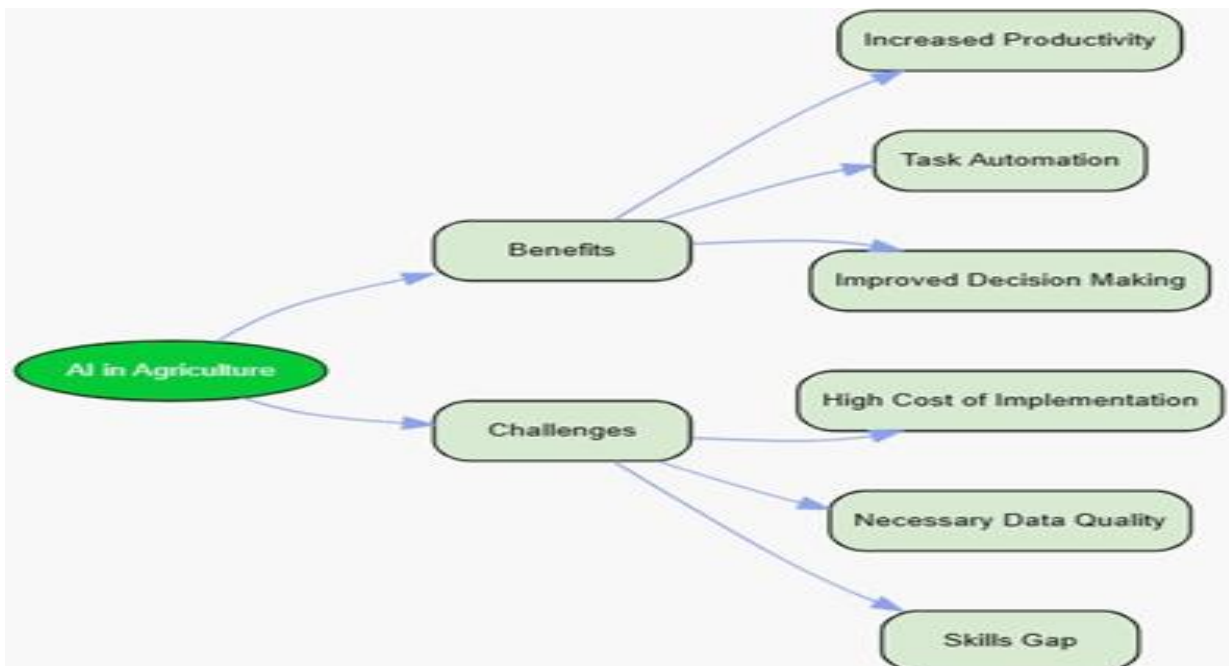 AI in Agriculture
Benefits
Increased Productivity
Task Automation
Improved Decision Making
Challenges
High Cost of Implementation
Necessary Data Quality
Skills Gap